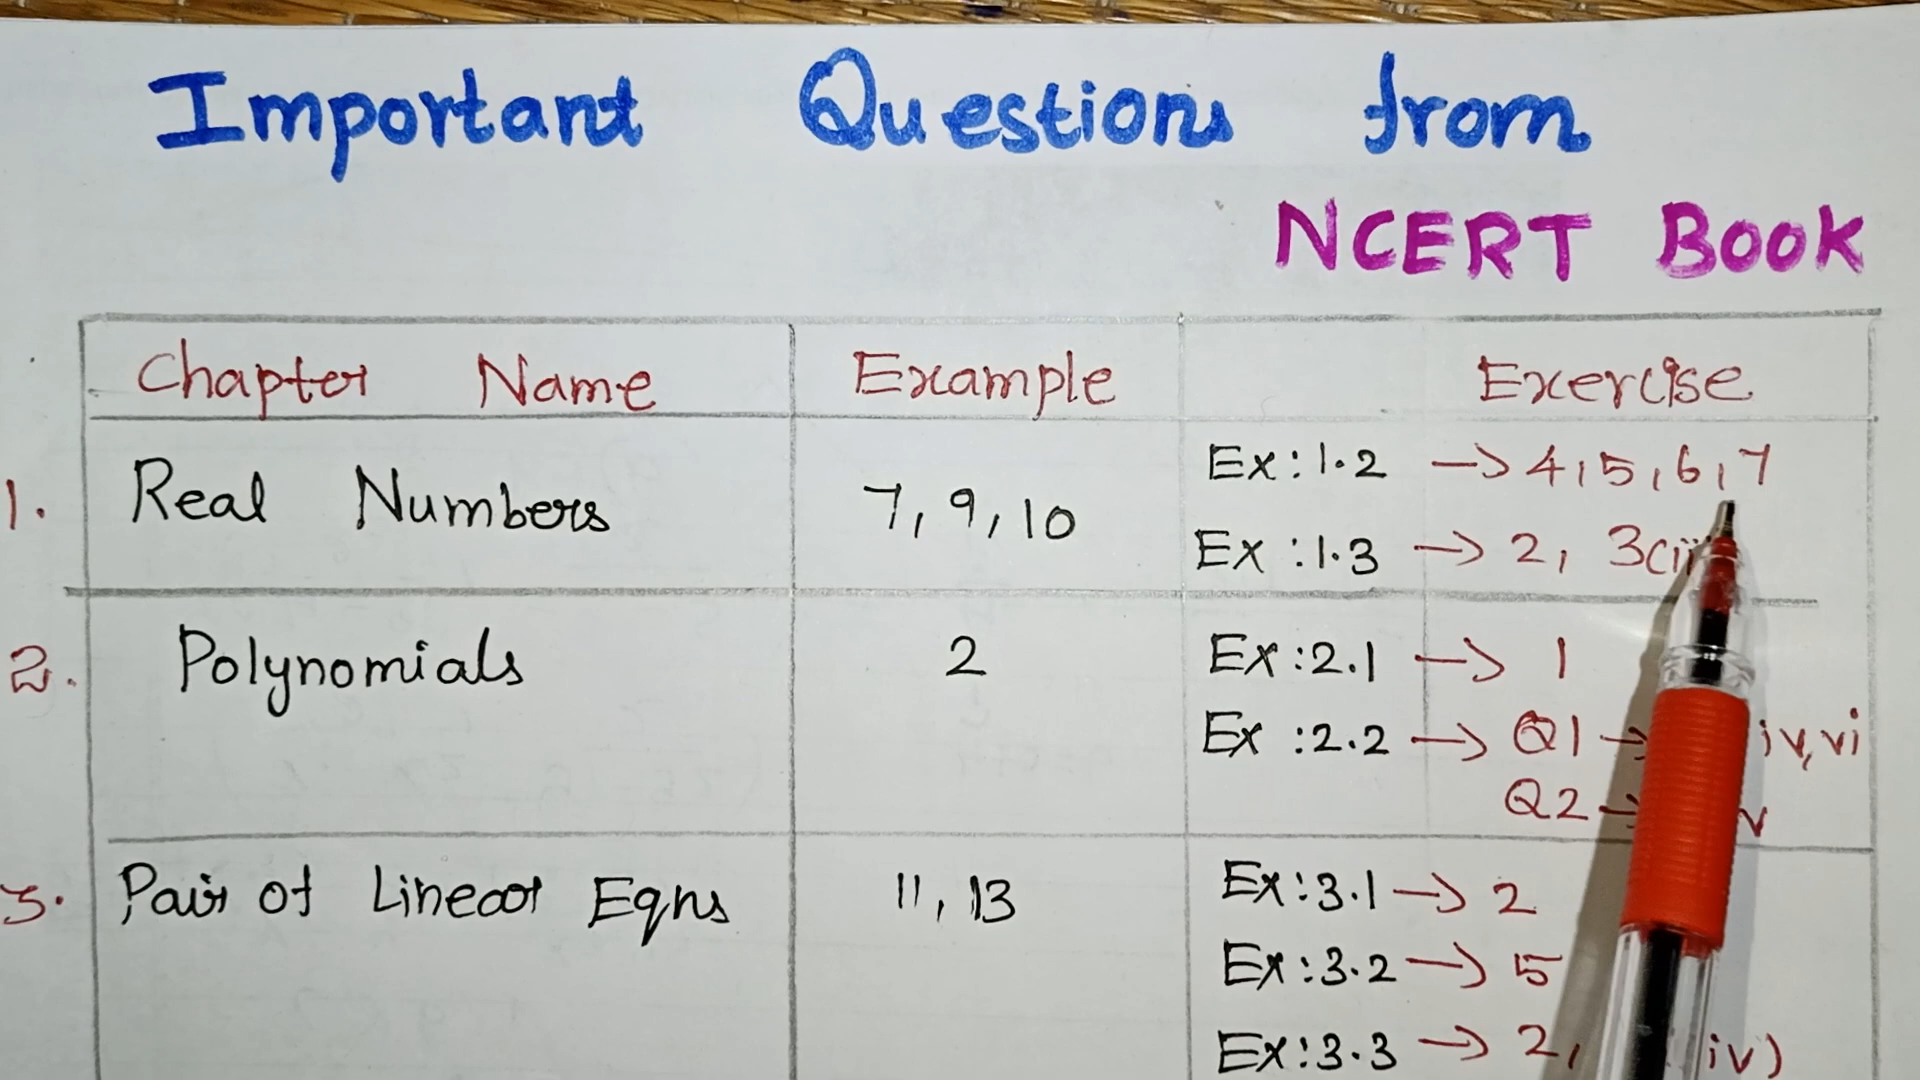 Important Questions from
NCERT Book
Chapter Name Example Exercise
1. Real Numbers 7, 9, 10 Ex:1.2 → 4,5,6,7
Ex:1.3 → 2,
2. Polynomials 2 Ex:2.1 → 1
Ex:2.2 → Q1 → iv,vi
Q2 → v
3. Pair of Linear Eqns 11, 13 Ex:3.1 → 2
Ex:3.2 → 5
Ex:3.3 → 2, iv)